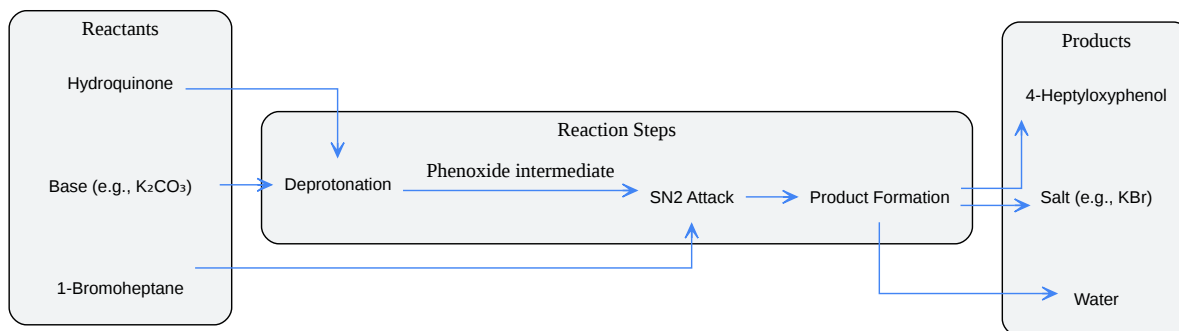 Reactants
Hydroquinone
Base (e.g., K₂CO₃)
1-Bromoheptane
Reaction Steps
Deprotonation
Phenoxide intermediate
SN2 Attack
Product Formation
Products
4-Heptyloxyphenol
Salt (e.g., KBr)
Water